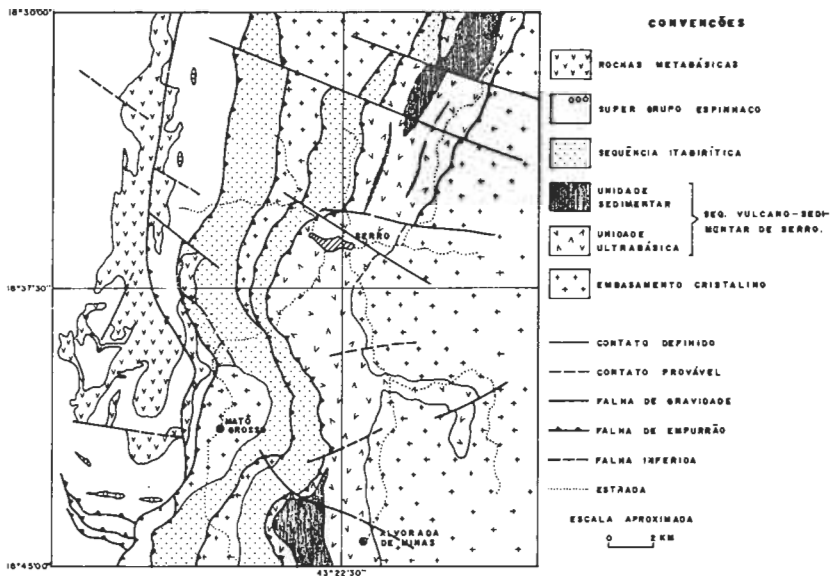 18°30'00"
18°37'30"
18°45'00"
43°22'30"
SERRO
MATO
GROSSO
ALVORADA
DE MINAS
CONVENÇÕES
ROCHAS METABÁSICAS
SUPER GRUPO ESPINHAÇO
SEQUÊNCIA ITABIRÍTICA
UNIDADE
SEDIMENTAR
UNIDADE
ULTRABÁSICA
SEQ. VULCANO-SEDI-
MENTAR DE SERRO.
EMBASAMENTO CRISTALINO
CONTATO DEFINIDO
CONTATO PROVÁVEL
FALHA DE GRAVIDADE
FALHA DE EMPURRÃO
FALHA INFERIDA
ESTRADA
ESCALA APROXIMADA
0 2 KM